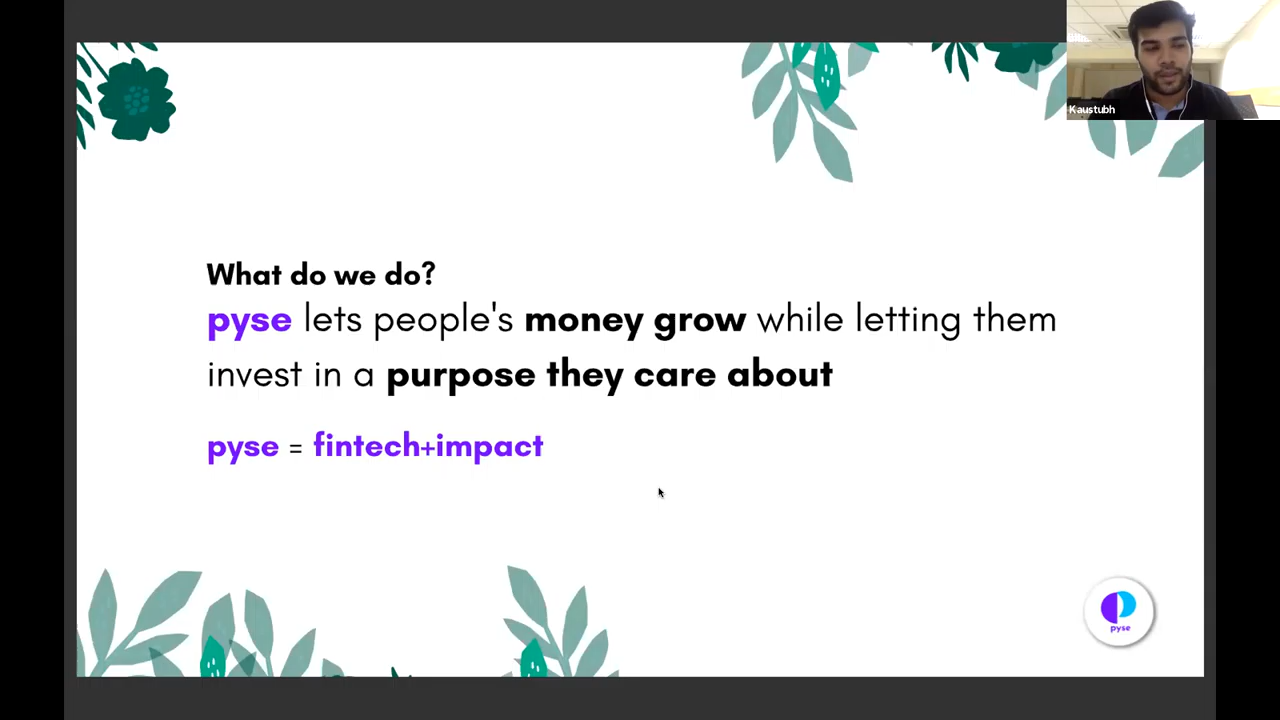 Kaustubh
What do we do?
pyse lets people's money grow while letting them
invest in a purpose they care about
pyse = fintech+impact
pyse